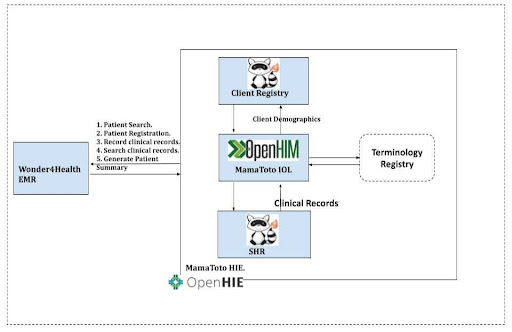 Client Registry
Client Demographics
1. Patient Search.
2. Patient Registration.
3. Record clinical records.
4. Search clinical records.
5. Generate Patient
Summary
Wonder4Health
EMR
OpenHIM
MamaToto IOL
Terminology
Registry
Clinical Records
SHR
MamaToto HIE.
OpenHIE